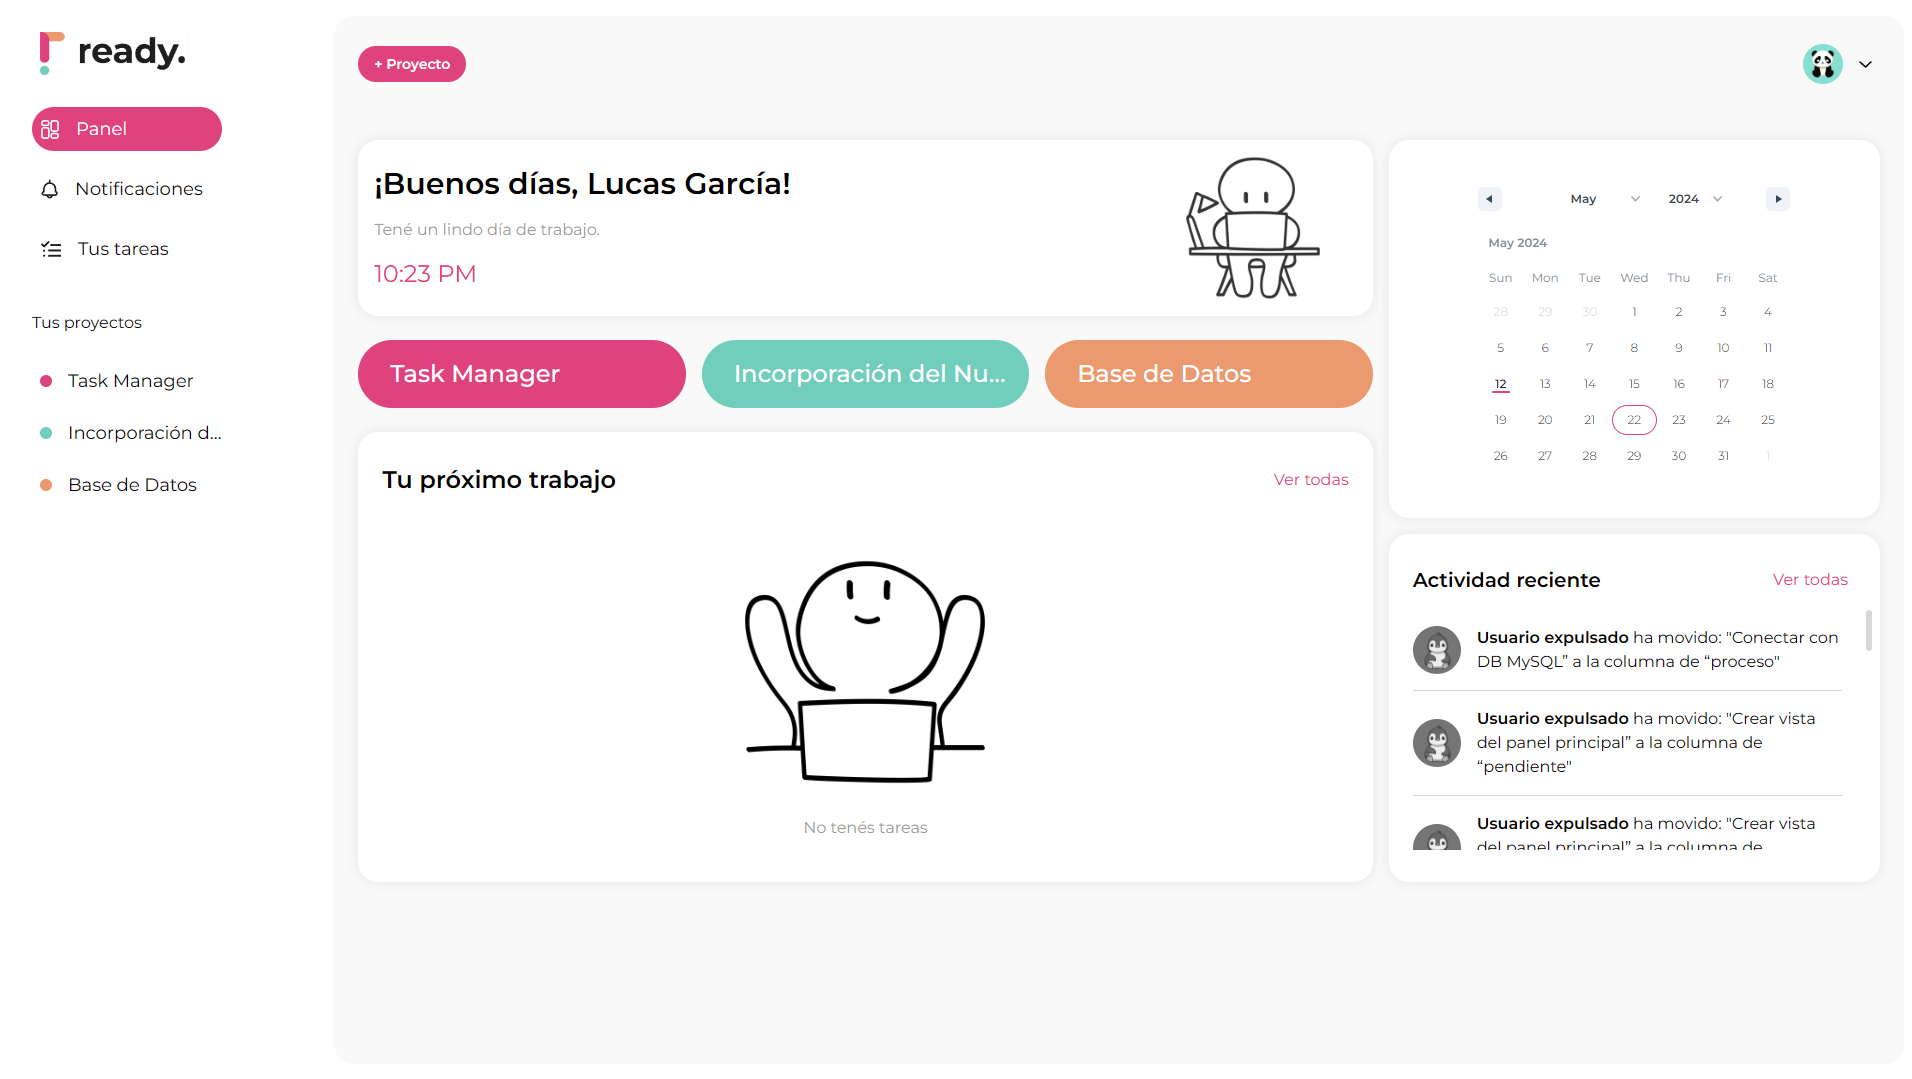 ready.
Panel
Notificaciones
Tus tareas
Tus proyectos
Task Manager
Incorporación d...
Base de Datos
+ Proyecto
¡Buenos días, Lucas García!
Tené un lindo día de trabajo.
10:23 PM
Task Manager
Incorporación del Nu...
Base de Datos
Tu próximo trabajo
Ver todas
No tenés tareas
May 2024
May 2024
Sun Mon Tue Wed Thu Fri Sat
28 29 30 1 2 3 4
5 6 7 8 9 10 11
12 13 14 15 16 17 18
19 20 21 22 23 24 25
26 27 28 29 30 31 1
Actividad reciente
Ver todas
Usuario expulsado ha movido: "Conectar con
DB MySQL” a la columna de “proceso"
Usuario expulsado ha movido: "Crear vista
del panel principal” a la columna de
“pendiente"
Usuario expulsado ha movido: "Crear vista
del panel principal” a la columna de